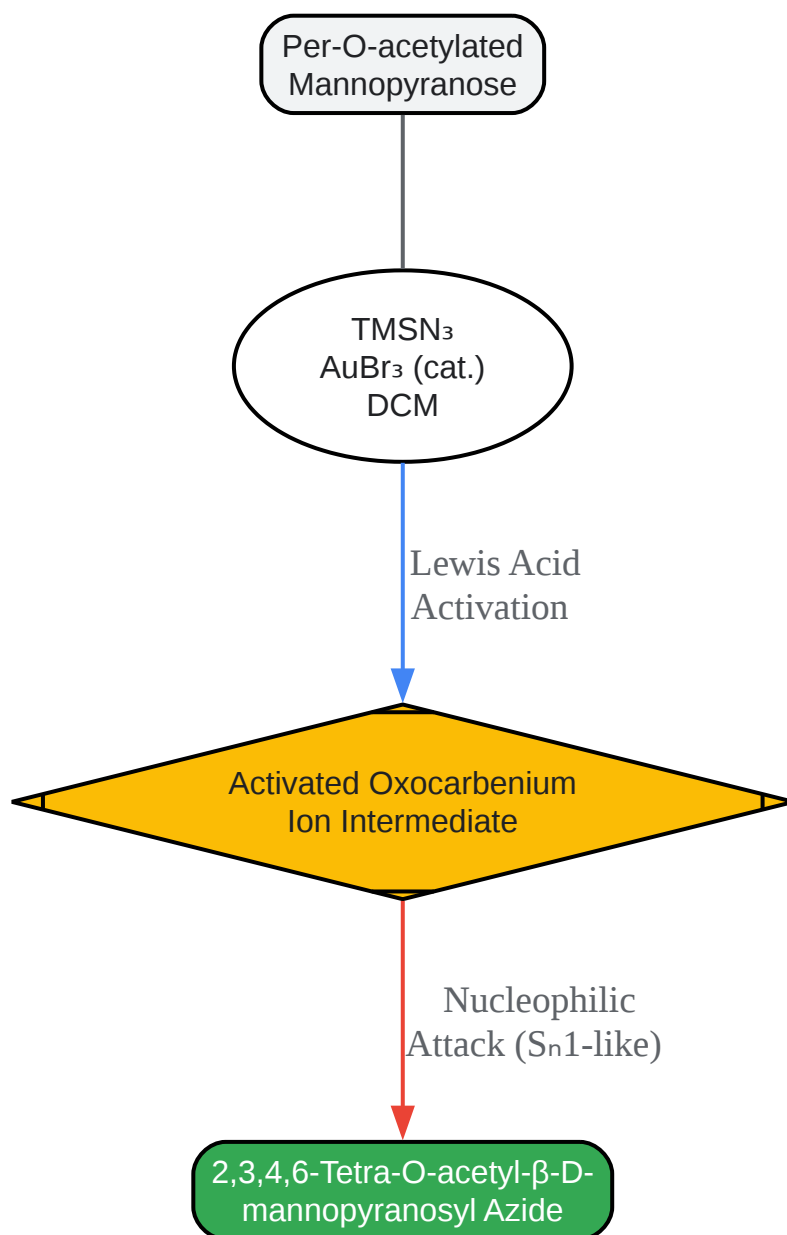 Per-O-acetylated
Mannopyranose
TMSN₃
AuBr₃ (cat.)
DCM
Lewis Acid
Activation
Activated Oxocarbenium
Ion Intermediate
Nucleophilic
Attack (Sₙ1-like)
2,3,4,6-Tetra-O-acetyl-β-D-
mannopyranosyl Azide